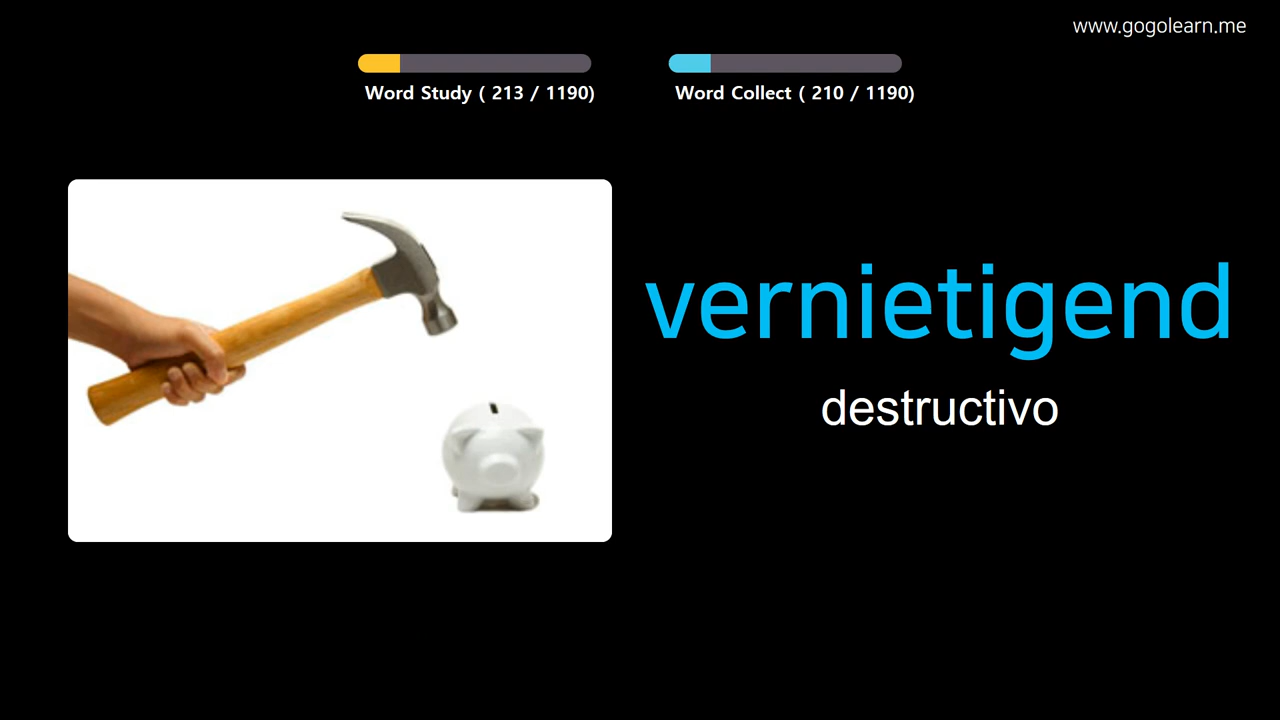 www.gogolearn.me
Word Study ( 213 / 1190)
Word Collect ( 210 / 1190)
vernietigend
destructivo